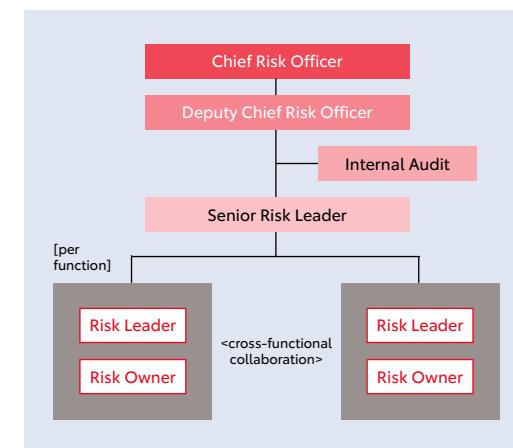 Chief Risk Officer
Deputy Chief Risk Officer
Internal Audit
Senior Risk Leader
[per
function]
Risk Leader
Risk Owner
<cross-functional
collaboration>
Risk Leader
Risk Owner